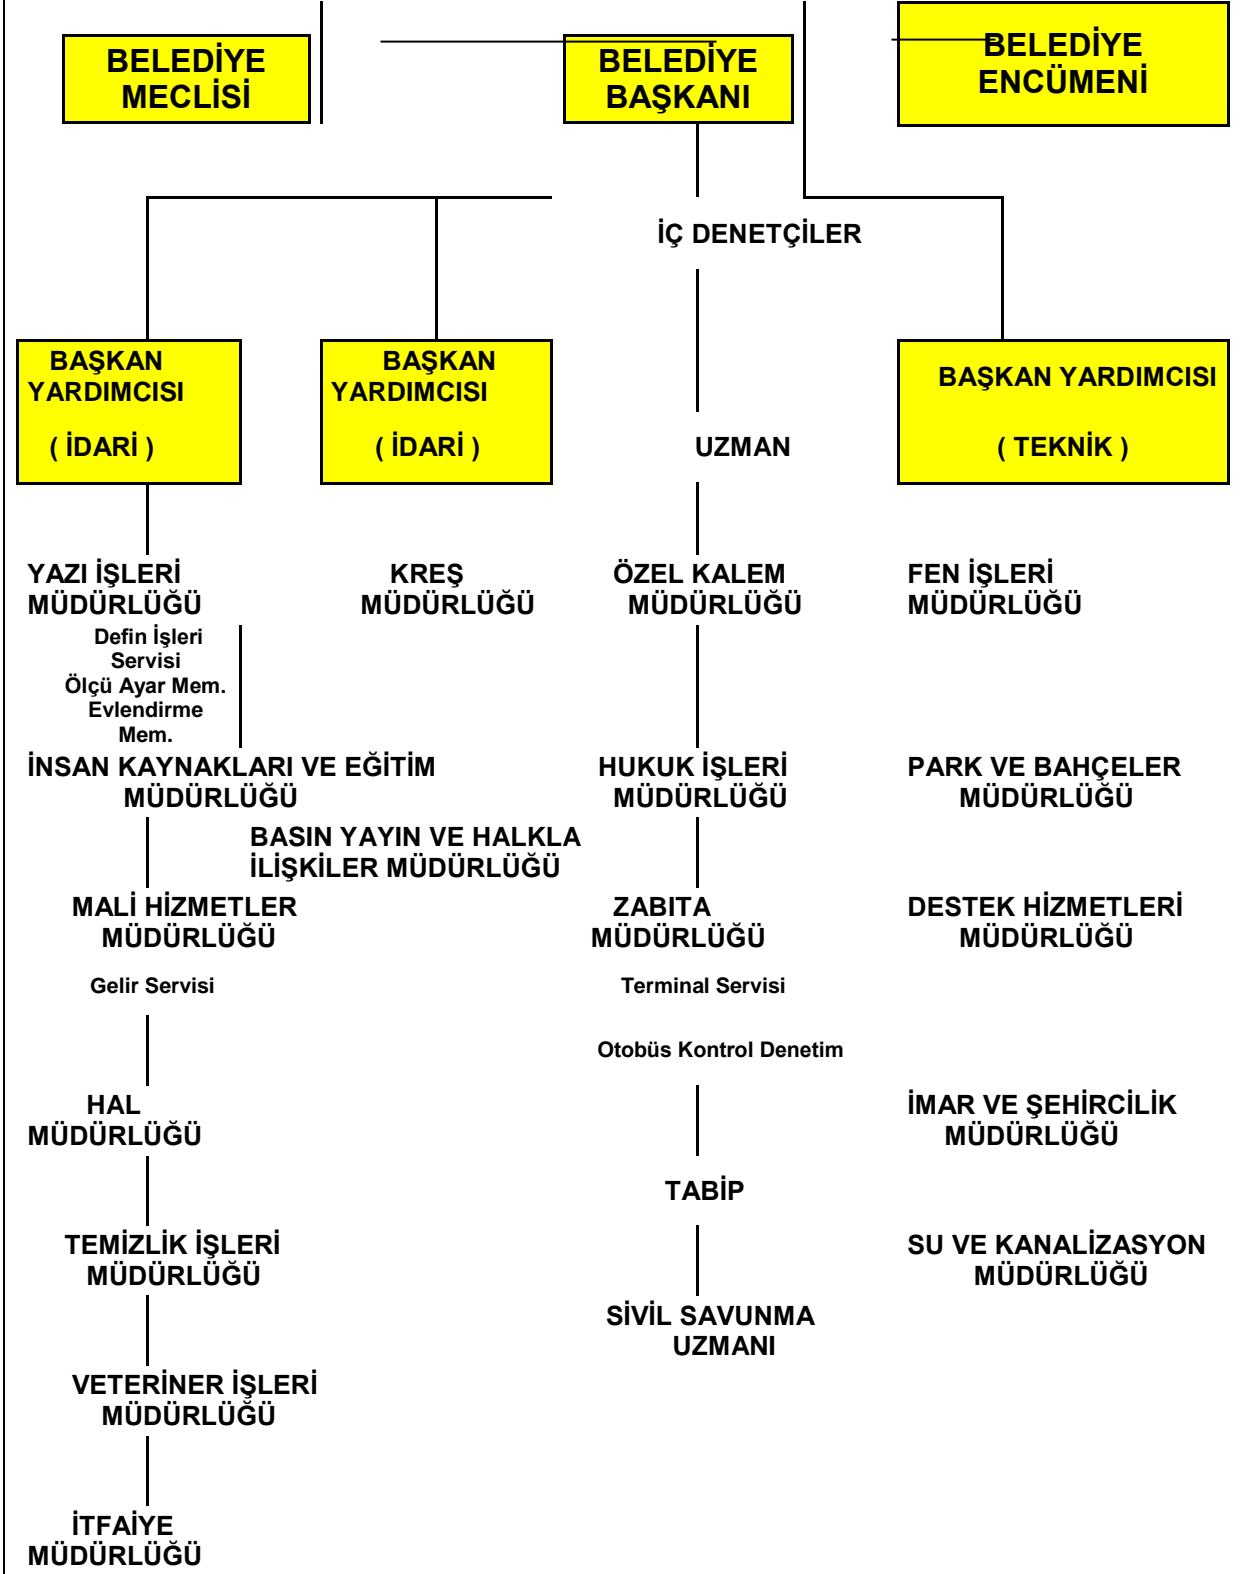 BELEDİYE
MECLİSİ
BELEDİYE
BAŞKANI
BELEDİYE
ENCÜMENİ
İÇ DENETÇİLER
BAŞKAN
YARDIMCISI
( İDARİ )
BAŞKAN
YARDIMCISI
( İDARİ )
UZMAN
BAŞKAN YARDIMCISI
( TEKNİK )
YAZI İŞLERİ
MÜDÜRLÜĞÜ
KREŞ
MÜDÜRLÜĞÜ
ÖZEL KALEM
MÜDÜRLÜĞÜ
FEN İŞLERİ
MÜDÜRLÜĞÜ
Defin İşleri
Servisi
Ölçü Ayar Mem.
Evlendirme
Mem.
İNSAN KAYNAKLARI VE EĞİTİM
MÜDÜRLÜĞÜ
HUKUK İŞLERİ
MÜDÜRLÜĞÜ
PARK VE BAHÇELER
MÜDÜRLÜĞÜ
BASIN YAYIN VE HALKLA
İLİŞKİLER MÜDÜRLÜĞÜ
MALİ HİZMETLER
MÜDÜRLÜĞÜ
ZABITA
MÜDÜRLÜĞÜ
DESTEK HİZMETLERİ
MÜDÜRLÜĞÜ
Gelir Servisi
Terminal Servisi
Otobüs Kontrol Denetim
HAL
MÜDÜRLÜĞÜ
İMAR VE ŞEHİRCİLİK
MÜDÜRLÜĞÜ
TABİP
TEMİZLİK İŞLERİ
MÜDÜRLÜĞÜ
SU VE KANALİZASYON
MÜDÜRLÜĞÜ
SİVİL SAVUNMA
UZMANI
VETERİNER İŞLERİ
MÜDÜRLÜĞÜ
İTFAİYE
MÜDÜRLÜĞÜ